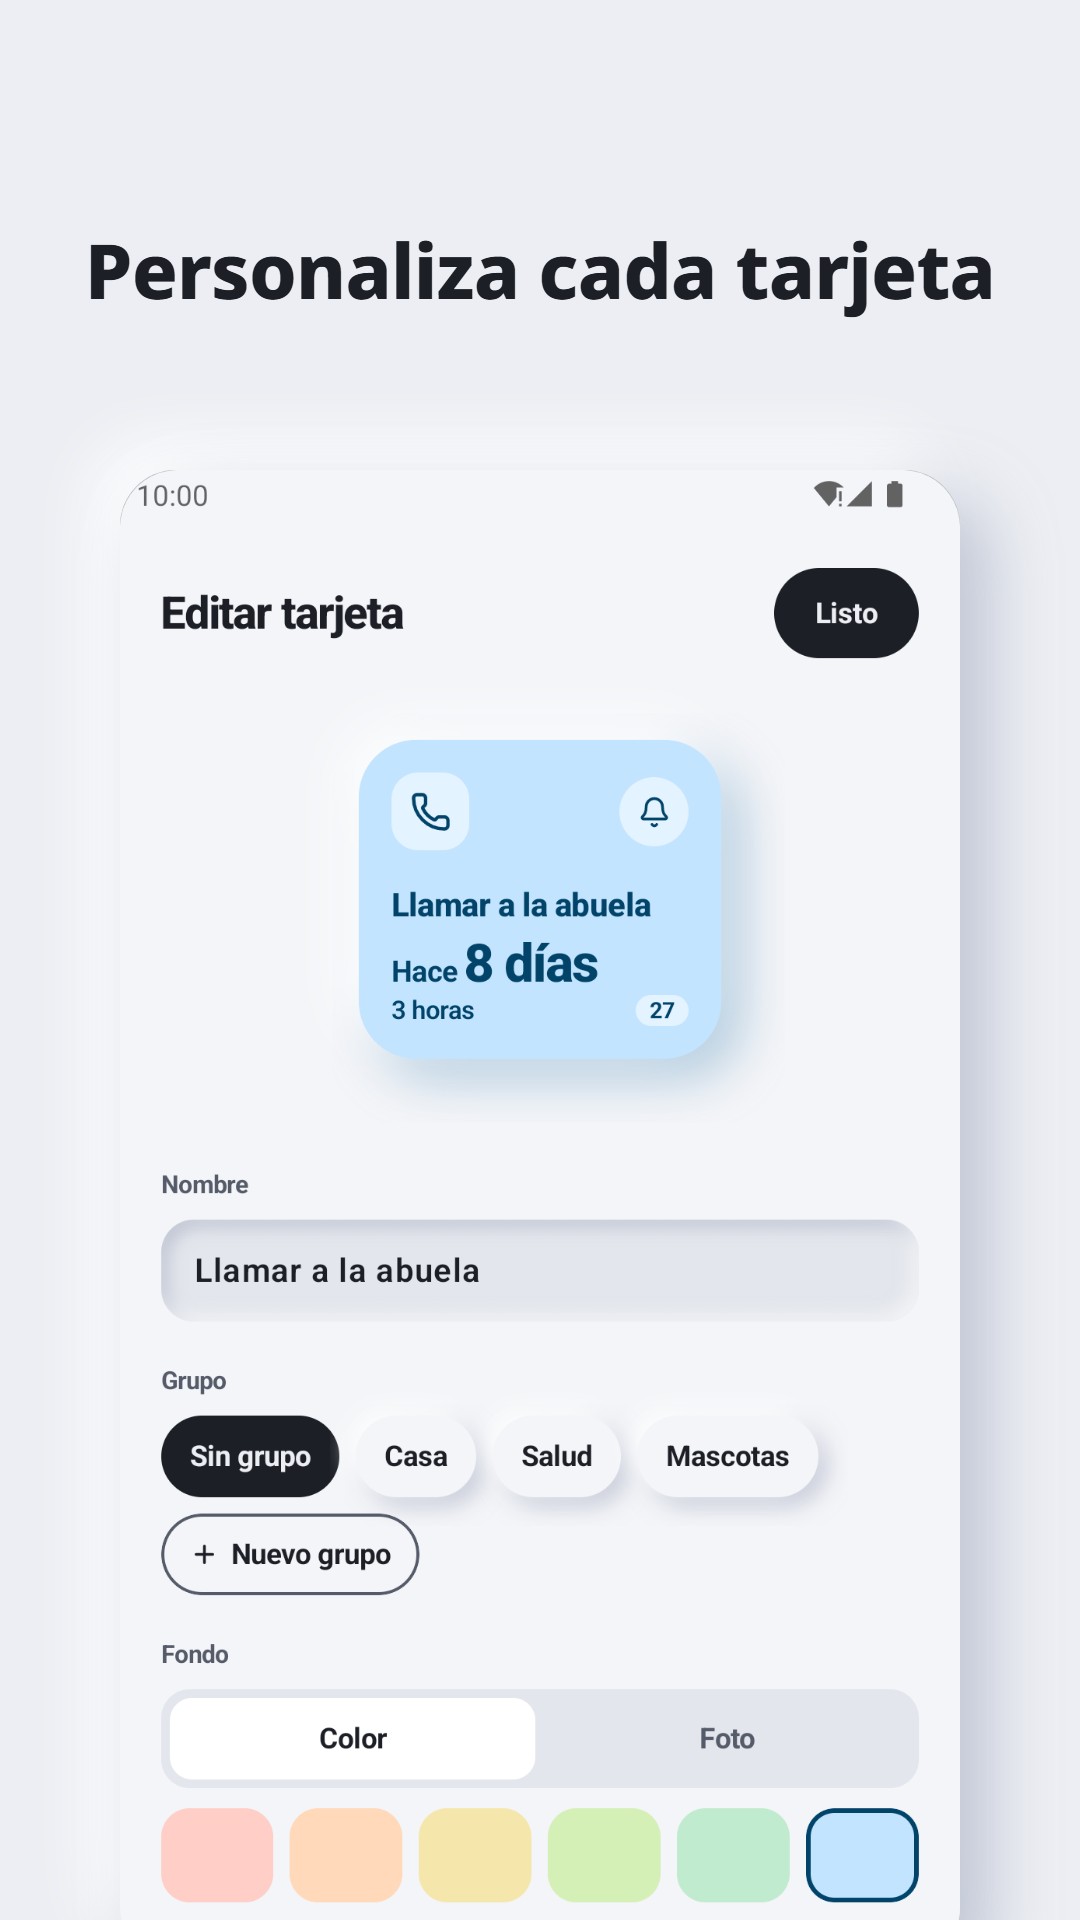 Personaliza cada tarjeta
10:00
Editar tarjeta
Listo
Llamar a la abuela
Hace 8 días
3 horas
27
Nombre
Llamar a la abuela
Grupo
Sin grupo
Casa
Salud
Mascotas
+ Nuevo grupo
Fondo
Color
Foto